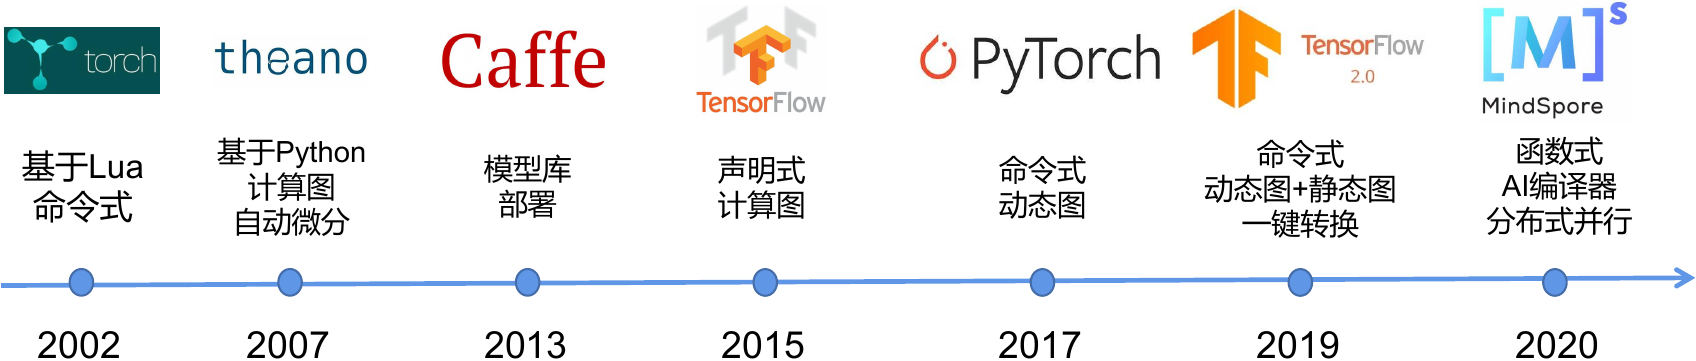 torch
基于Lua
命令式
2002
theano
基于Python
计算图
自动微分
2007
Caffe
模型库
部署
2013
TensorFlow
声明式
计算图
2015
PyTorch
命令式
动态图
2017
TensorFlow
2.0
命令式
动态图+静态图
一键转换
2019
[M]s
MindSpore
函数式
AI编译器
分布式并行
2020